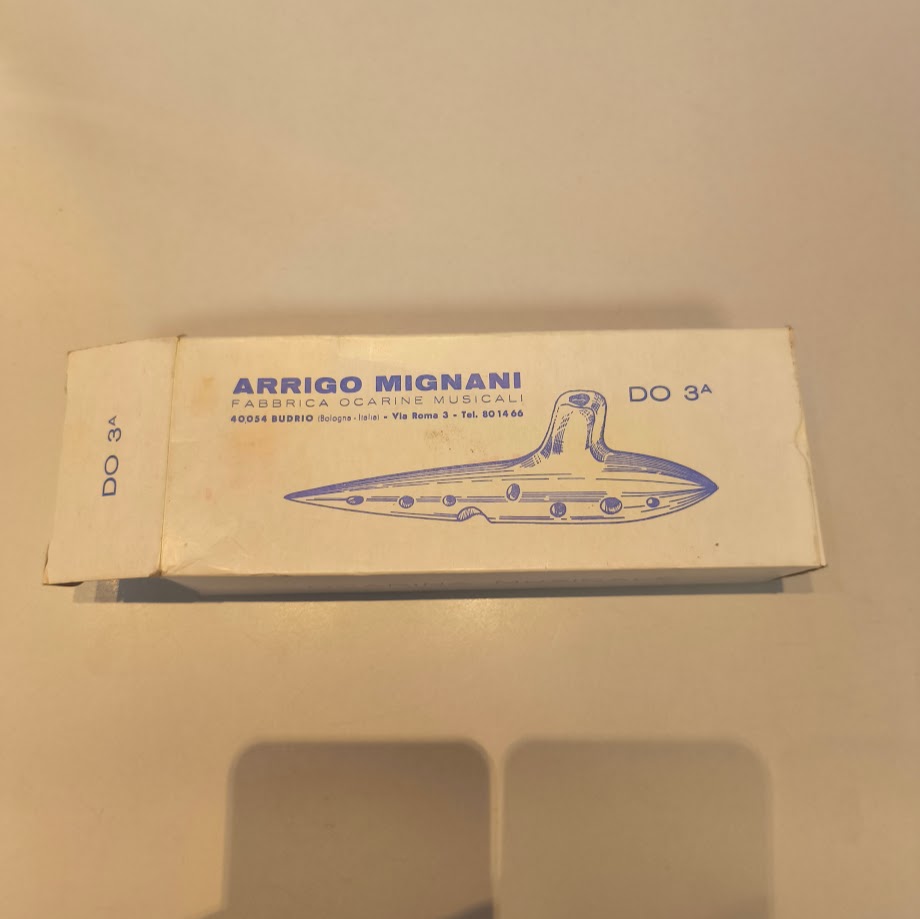 ARRIGO MIGNANI
FABBRICA OCARINE MUSICALI
40054 BUDRIO (Bologna - Italia) - Via Roma 3 - Tel. 801466
DO 3A
DO 3A